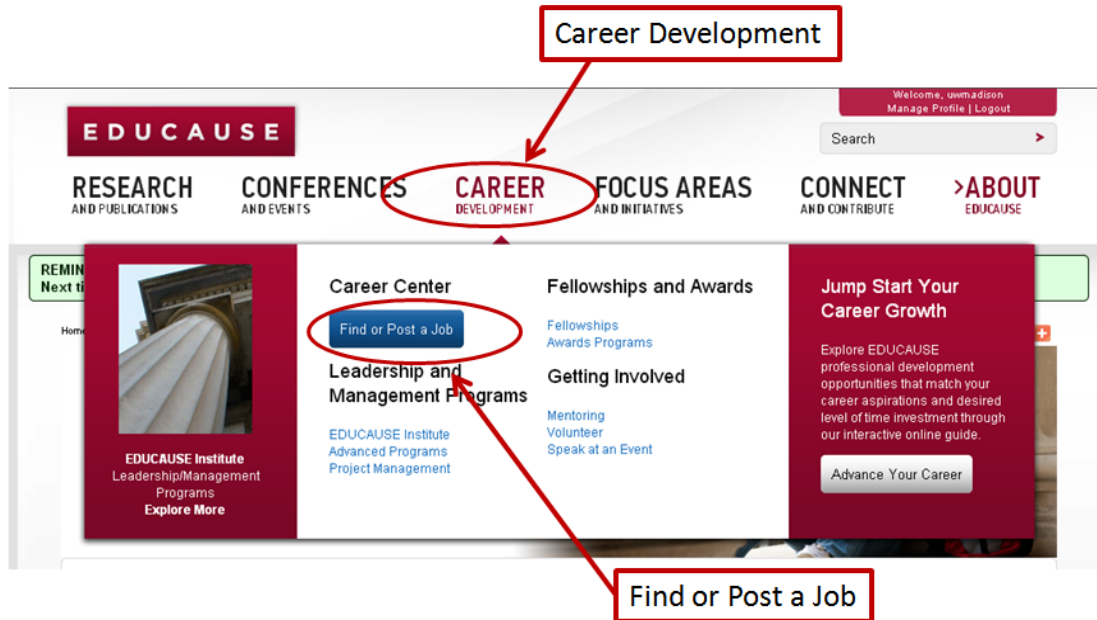 Career Development
Welcome, uwmadison
Manage Profile | Logout
EDUCAUSE
Search >
RESEARCH
AND PUBLICATIONS
CONFERENCES
AND EVENTS
CAREER
DEVELOPMENT
FOCUS AREAS
AND INITIATIVES
CONNECT
AND CONTRIBUTE
>ABOUT
EDUCAUSE
REMIN
Next ti
Home
EDUCAUSE Institute
Leadership/Management
Programs
Explore More
Career Center
Find or Post a Job
Leadership and
Management Programs
EDUCAUSE Institute
Advanced Programs
Project Management
Fellowships and Awards
Fellowships
Awards Programs
Getting Involved
Mentoring
Volunteer
Speak at an Event
Jump Start Your
Career Growth
Explore EDUCAUSE
professional development
opportunities that match your
career aspirations and desired
level of time investment through
our interactive online guide.
Advance Your Career
Find or Post a Job